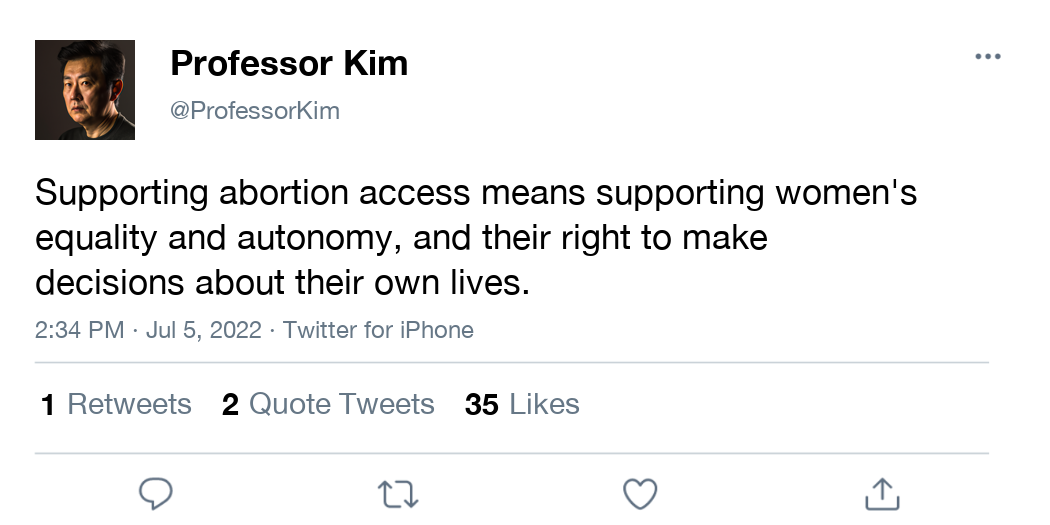 Professor Kim
@ProfessorKim
Supporting abortion access means supporting women's
equality and autonomy, and their right to make
decisions about their own lives.
2:34 PM · Jul 5, 2022 · Twitter for iPhone
1 Retweets 2 Quote Tweets 35 Likes